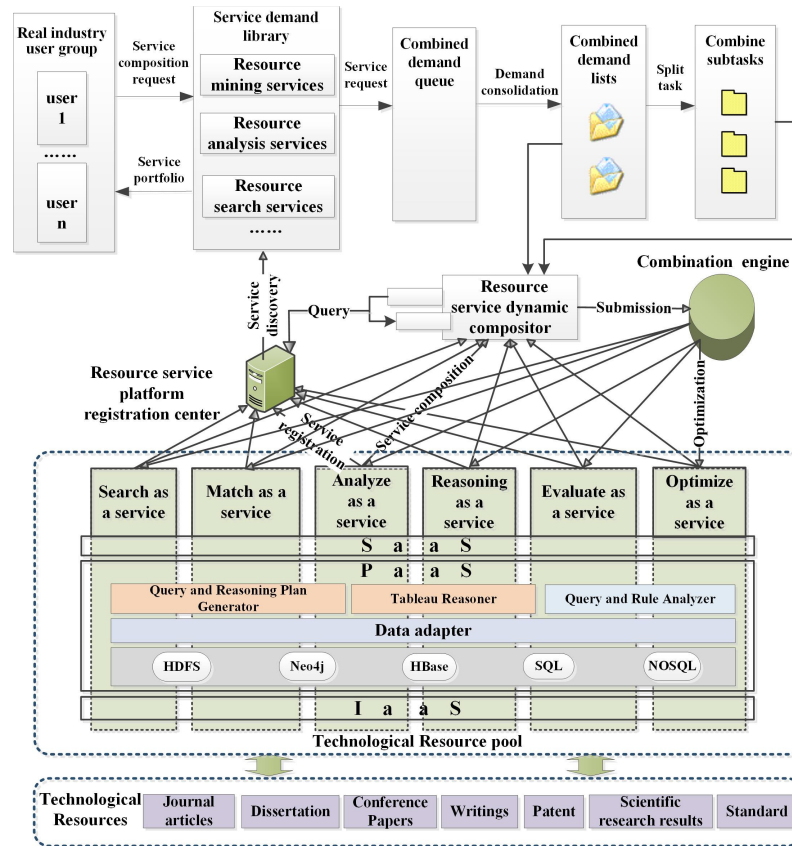 Real industry
user group
user
1
......
user
n
Service
composition
request
Service
portfolio
Service demand
library
Resource
mining services
Resource
analysis services
Resource
search services
......
Service
request
Combined
demand
queue
Demand
consolidation
Combined
demand
lists
Split
task
Combine
subtasks
Service
discovery
Query
Resource
service dynamic
compositor
Submission
Combination engine
Resource service
platform
registration center
Service
registration
Service composition
Optimization
Search as
a service
Match as a
service
Analyze
as a
service
Reasoning
as a
service
Evaluate as
a service
Optimize
as a
service
S a a S
P a a S
Query and Reasoning Plan
Generator
Tableau Reasoner
Query and Rule Analyzer
Data adapter
HDFS
Neo4j
HBase
SQL
NOSQL
I a a S
Technological Resource pool
Technological
Resources
Journal
articles
Dissertation
Conference
Papers
Writings
Patent
Scientific
research results
Standard